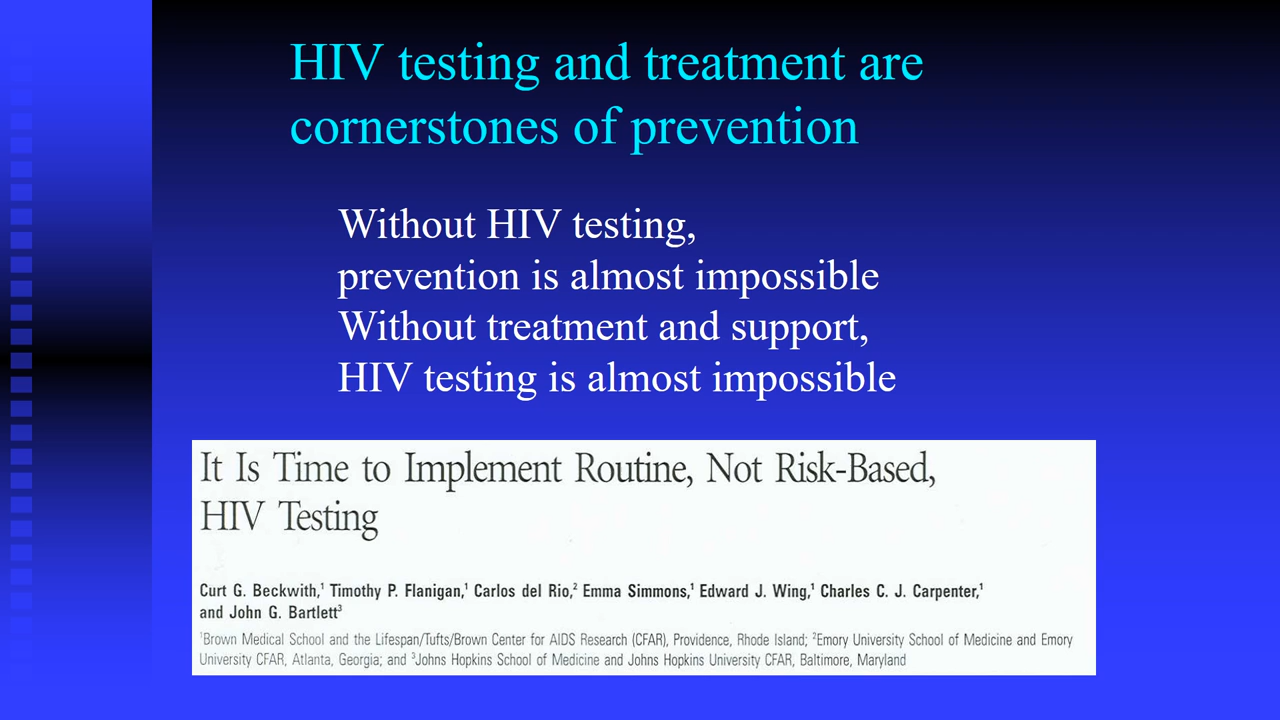 HIV testing and treatment are
cornerstones of prevention
Without HIV testing,
prevention is almost impossible
Without treatment and support,
HIV testing is almost impossible
It Is Time to Implement Routine, Not Risk-Based,
HIV Testing
Curt G. Beckwith,¹ Timothy P. Flanigan,¹ Carlos del Rio,² Emma Simmons,¹ Edward J. Wing,¹ Charles C. J. Carpenter,¹
and John G. Bartlett³
¹Brown Medical School and the Lifespan/Tufts/Brown Center for AIDS Research (CFAR), Providence, Rhode Island; ²Emory University School of Medicine and Emory
University CFAR, Atlanta, Georgia; and ³Johns Hopkins School of Medicine and Johns Hopkins University CFAR, Baltimore, Maryland